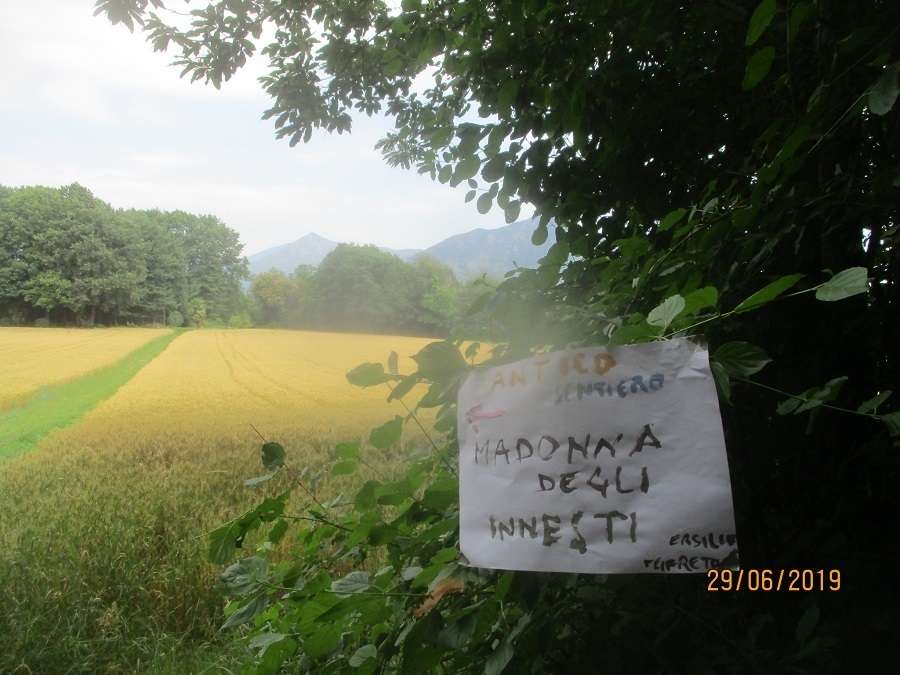 ANTICO
SENTIERO
MADONNA
DEGLI
INNESTI
29/06/2019